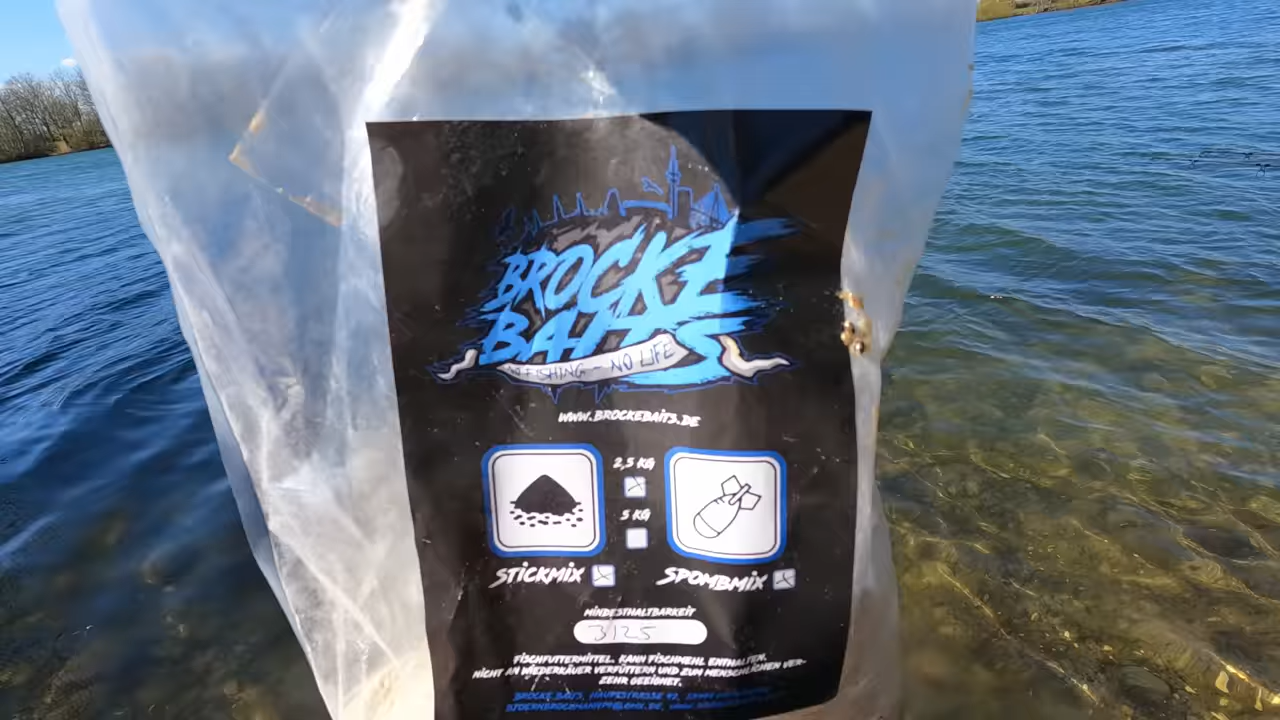 BROCKE
BAITS
NO FISHING - NO LIFE
WWW.BROCKEBAITS.DE
2,5 KG
5 KG
STICKMIX
SPOMBMIX
MINDESTHALTBARKEIT
3/25
FISCHFUTTERMITTEL. KANN FISCHMEHL ENTHALTEN.
NICHT AN WIEDERKÄUER VERFÜTTERN UND ZUM MENSCHLICHEN VER-
ZEHR GEEIGNET.
BROCKE BAITS, HAUPTSTRASSE